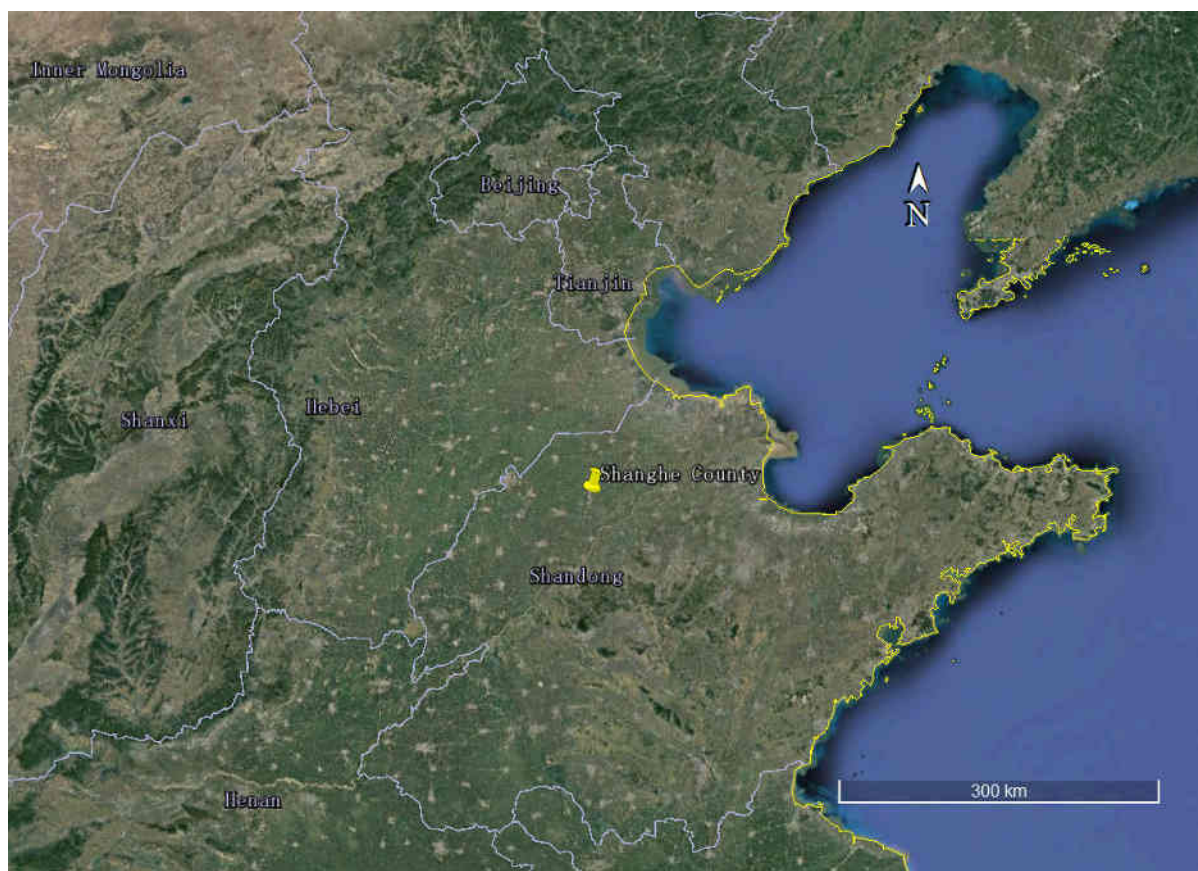 Inner Mongolia
Beijing
N
Tianjin
Hebei
Shanxi
Shanghe County
Shandong
300 km
Henan